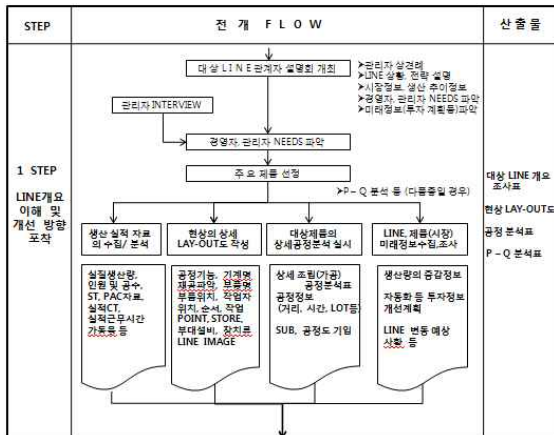 STEP
전 개 F L O W
산 출 물
대 상 L I N E 관계자 설명회 개최
➢관리자 상견례
➢LINE 상황, 전략 설명
➢시장정보, 생산 추이정보
➢경영자, 관리자 NEEDS 파악
➢미래정보(투자 계획등)파악
관리자 INTERVIEW
경영자, 관리자 NEEDS 파악
주 요 제품 선정
➢P – Q 분석 등 (다품종일 경우)
1 STEP
LINE개요
이해 및
개선 방향
포착
생산 실적 자료
의 수집/ 분석
현상의 상세
LAY-OUT도 작성
대상제품의
상세공정분석 실시
LINE, 제품(시장)
미래정보수집,조사
실질생산량,
인원 및 공수,
ST, PAC자료,
실적CT,
실적근무시간
가동율 등
공정기능, 기계명
재공파악, 부품명
부품위치, 작업자
위치, 순서, 작업
POINT, STORE,
부대설비, 장치료
LINE IMAGE
상세 조립(가공)
공정분석표
공정정보
(거리, 시간, LOT등)
SUB, 공정도 기입
생산량의 증감정보
자동화 등 투자정보
개선계획
LINE 변동 예상
사황 등
대상 LINE 개요
조사표
현상 LAY-OUT도
공정 분석표
P – Q 분석표